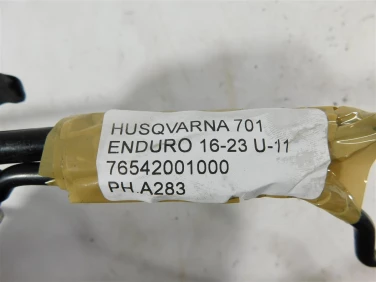 HUSQVARNA 701
ENDURO 16-23 U-11
76542001000
PH.A283